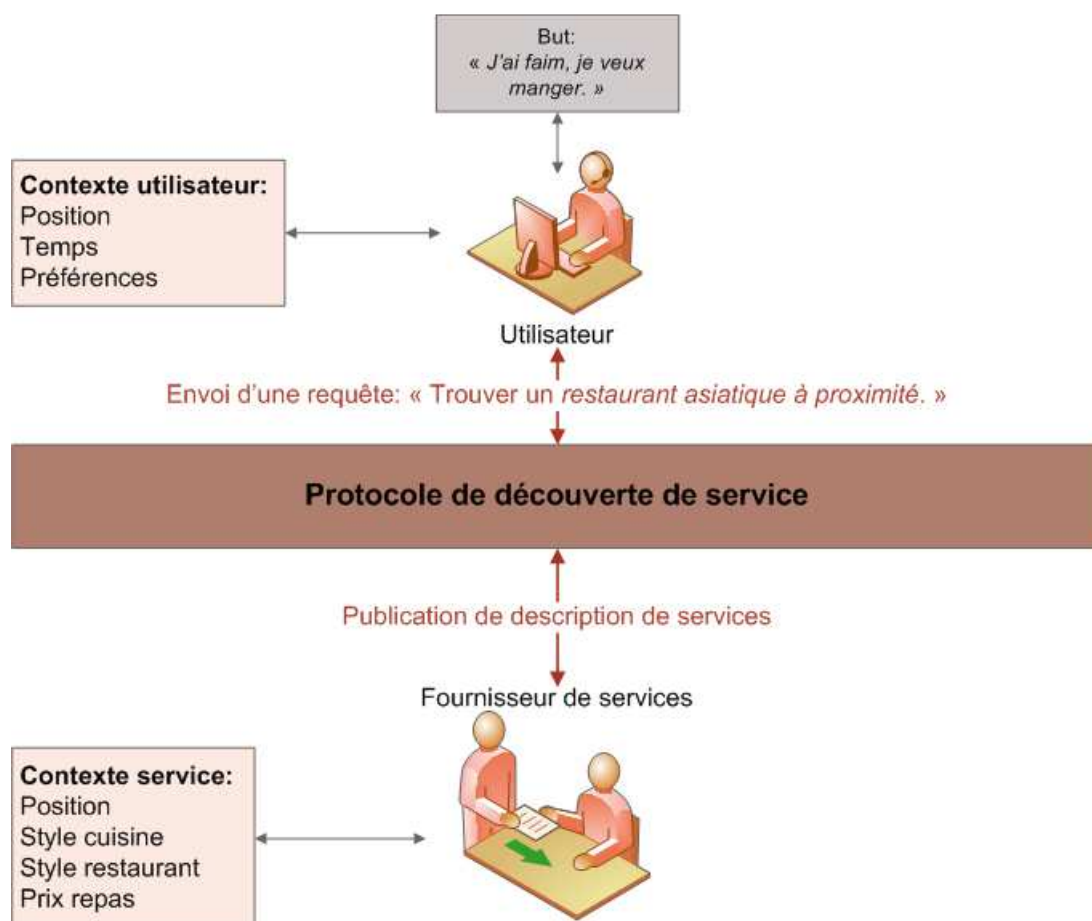 But:
« J'ai faim, je veux
manger. »
Contexte utilisateur:
Position
Temps
Préférences
Utilisateur
Envoi d'une requête: « Trouver un restaurant asiatique à proximité. »
Protocole de découverte de service
Publication de description de services
Fournisseur de services
Contexte service:
Position
Style cuisine
Style restaurant
Prix repas